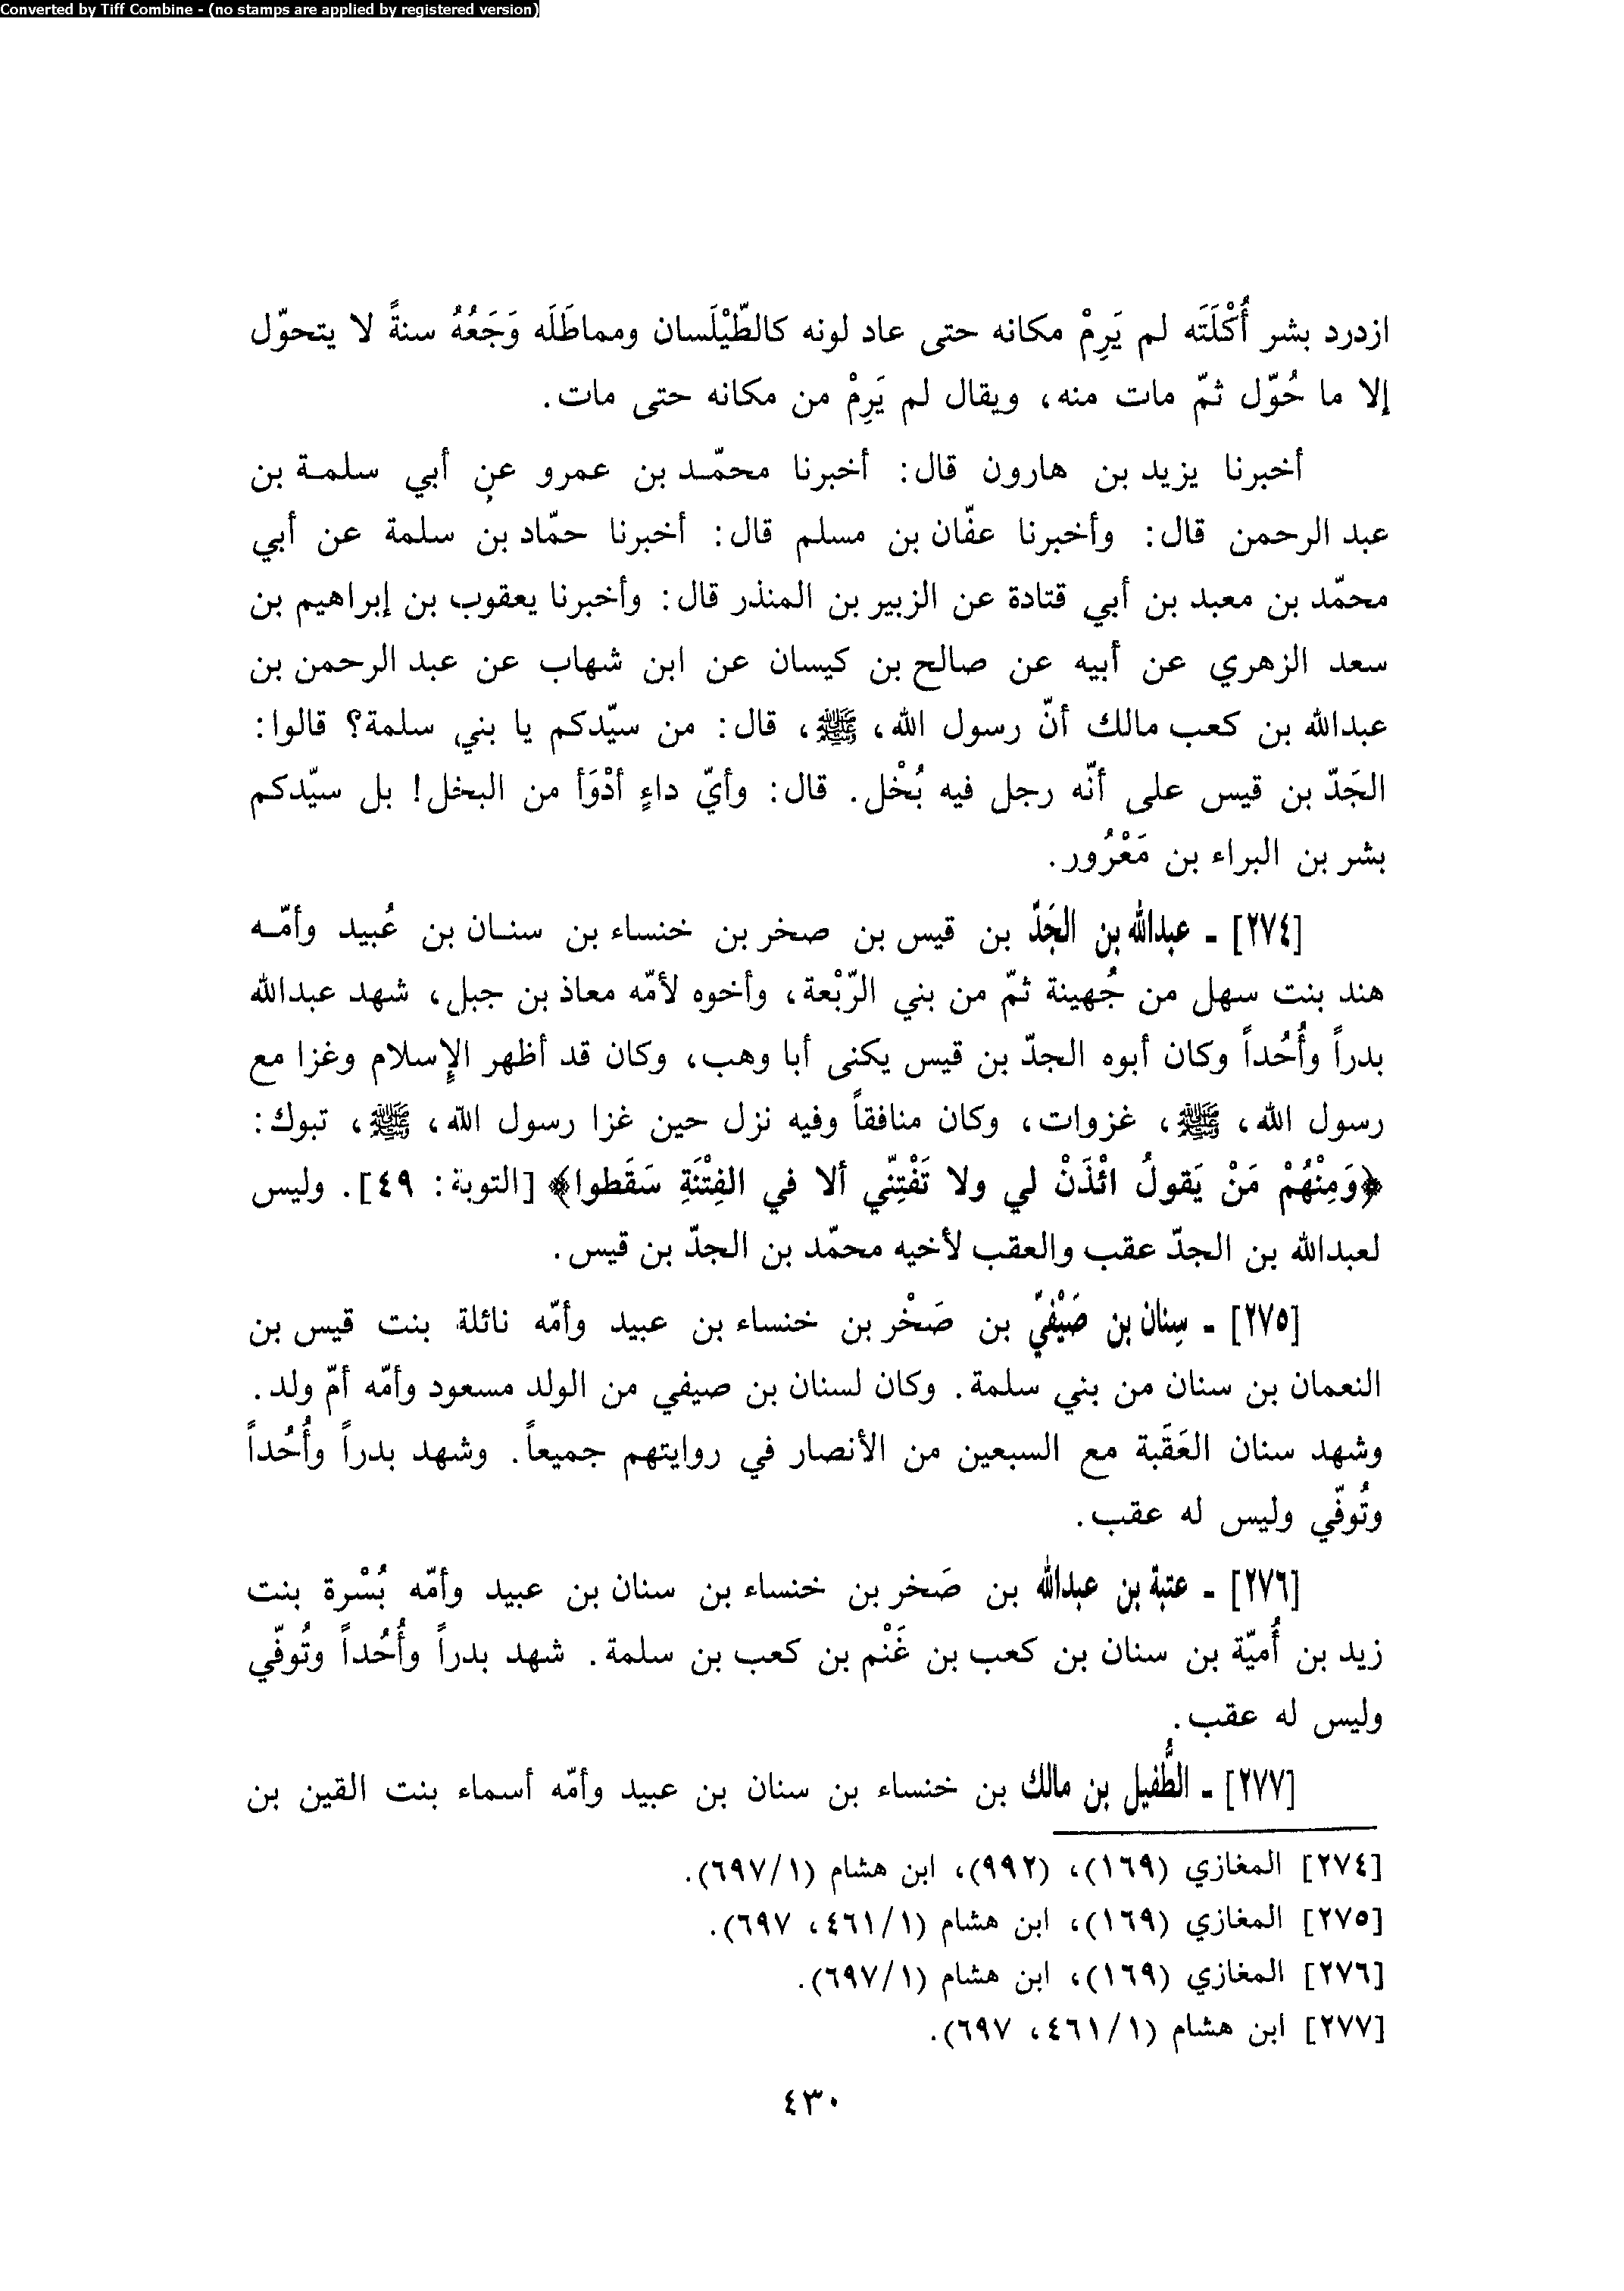 Converted by Tiff Combine - (no stamps are applied by registered version)
ازدرد بشر أُكْلَتَه لم يَرِمْ مكانه حتى عاد لونه كالطَّيْلَسان ومماطَلَه وَجَعُهُ سنةً لا يتحوّل
إلا ما حُوّل ثمّ مات منه، ويقال لم يَرِمْ من مكانه حتى مات.
أخبرنا يزيد بن هارون قال: أخبرنا محمّد بن عمرو عن أبي سلمة بن
عبد الرحمن قال: وأخبرنا عفّان بن مسلم قال: أخبرنا حمّاد بن سلمة عن أبي
محمّد بن معبد بن أبي قتادة عن الزبير بن المنذر قال: وأخبرنا يعقوب بن إبراهيم بن
سعد الزهري عن أبيه عن صالح بن كيسان عن ابن شهاب عن عبد الرحمن بن
عبدالله بن كعب مالك أنّ رسول الله، ﷺ، قال: من سيّدكم يا بني سلمة؟ قالوا:
الجَدّ بن قيس على أنّه رجل فيه بُخْل. قال: وأيّ داءٍ أدْوَأ من البخل! بل سيّدكم
بشر بن البراء بن مَعْرُور.
[٢٧٤] - عبدالله بن الجَدّ بن قيس بن صخر بن خنساء بن سنان بن عُبيد وأمّه
هند بنت سهل من جُهينة ثمّ من بني الرّبْعة، وأخوه لأمّه معاذ بن جبل، شهد عبدالله
بدراً وأُحُداً وكان أبوه الجدّ بن قيس يكنى أبا وهب، وكان قد أظهر الإسلام وغزا مع
رسول الله، ﷺ، غزوات، وكان منافقاً وفيه نزل حين غزا رسول الله، ﷺ، تبوك:
﴿وَمِنْهُمْ مَنْ يَقولُ ائْذَنْ لي ولا تَفْتِنّي ألا في الفِتْنَةِ سَقَطوا﴾ [التوبة: ٤٩]. وليس
لعبدالله بن الجدّ عقب والعقب لأخيه محمّد بن الجدّ بن قيس.
[٢٧٥] - سِنان بن صَيْفيّ بن صَخْر بن خنساء بن عبيد وأمّه نائلة بنت قيس بن
النعمان بن سنان من بني سلمة. وكان لسنان بن صيفي من الولد مسعود وأمّه أمّ ولد.
وشهد سنان العَقَبة مع السبعين من الأنصار في روايتهم جميعاً. وشهد بدراً وأُحُداً
وتُوفّي وليس له عقب.
[٢٧٦] - عتبة بن عبدالله بن صَخر بن خنساء بن سنان بن عبيد وأمّه بُسْرة بنت
زيد بن أُميّة بن سنان بن كعب بن غَنْم بن كعب بن سلمة. شهد بدراً وأُحُداً وتُوفّي
وليس له عقب.
[٢٧٧] - الطُّفيل بن مالك بن خنساء بن سنان بن عبيد وأمّه أسماء بنت القين بن
[٢٧٤] المغازي (١٦٩)، (٩٩٢)، ابن هشام (٦٩٧/١).
[٢٧٥] المغازي (١٦٩)، ابن هشام (٤٦١/١، ٦٩٧).
[٢٧٦] المغازي (١٦٩)، ابن هشام (٦٩٧/١).
[٢٧٧] ابن هشام (٤٦١/١، ٦٩٧).
٤٣٠